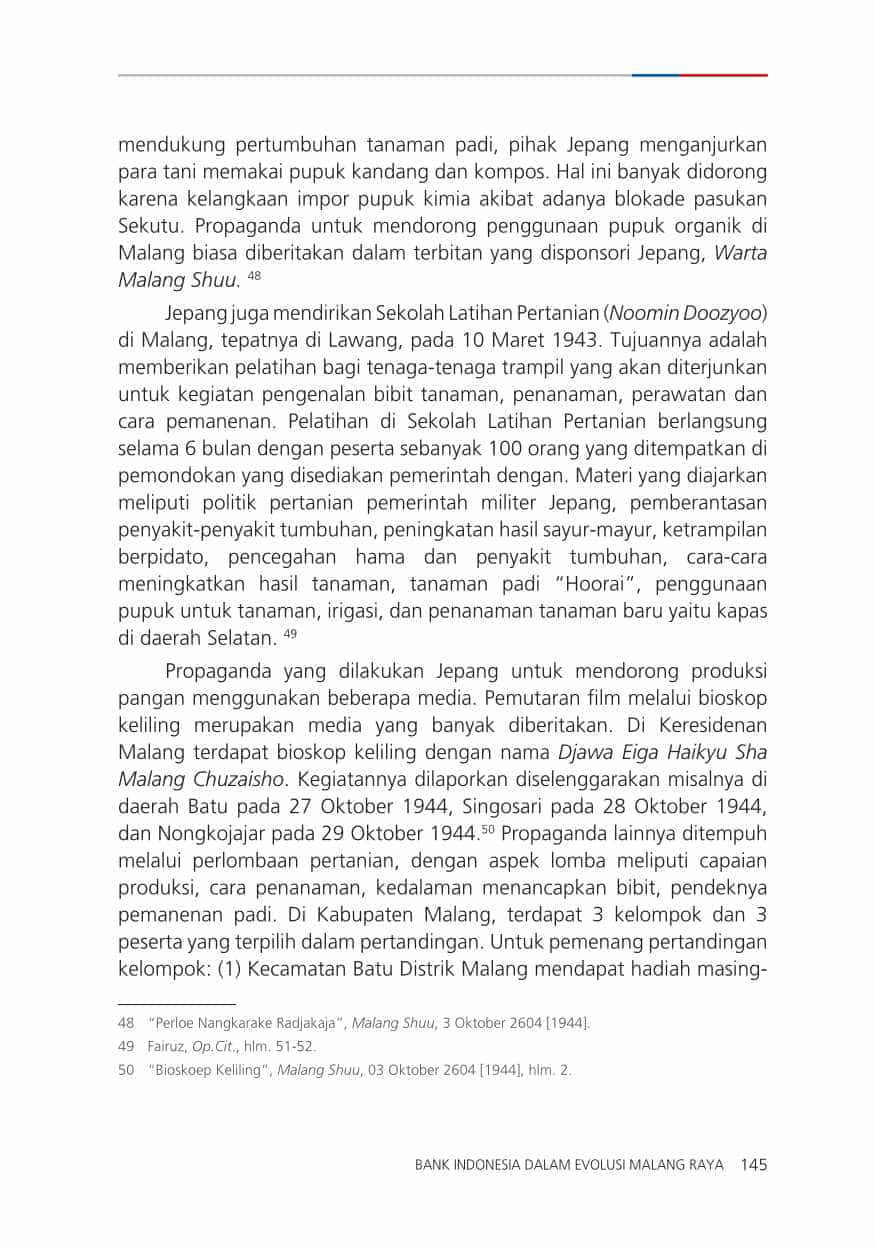 mendukung pertumbuhan tanaman padi, pihak Jepang menganjurkan
para tani memakai pupuk kandang dan kompos. Hal ini banyak didorong
karena kelangkaan impor pupuk kimia akibat adanya blokade pasukan
Sekutu. Propaganda untuk mendorong penggunaan pupuk organik di
Malang biasa diberitakan dalam terbitan yang disponsori Jepang, Warta
Malang Shuu. 48
Jepang juga mendirikan Sekolah Latihan Pertanian (Noomin Doozyoo)
di Malang, tepatnya di Lawang, pada 10 Maret 1943. Tujuannya adalah
memberikan pelatihan bagi tenaga-tenaga trampil yang akan diterjunkan
untuk kegiatan pengenalan bibit tanaman, penanaman, perawatan dan
cara pemanenan. Pelatihan di Sekolah Latihan Pertanian berlangsung
selama 6 bulan dengan peserta sebanyak 100 orang yang ditempatkan di
pemondokan yang disediakan pemerintah dengan. Materi yang diajarkan
meliputi politik pertanian pemerintah militer Jepang, pemberantasan
penyakit-penyakit tumbuhan, peningkatan hasil sayur-mayur, ketrampilan
berpidato, pencegahan hama dan penyakit tumbuhan, cara-cara
meningkatkan hasil tanaman, tanaman padi “Hoorai”, penggunaan
pupuk untuk tanaman, irigasi, dan penanaman tanaman baru yaitu kapas
di daerah Selatan. 49
Propaganda yang dilakukan Jepang untuk mendorong produksi
pangan menggunakan beberapa media. Pemutaran film melalui bioskop
keliling merupakan media yang banyak diberitakan. Di Keresidenan
Malang terdapat bioskop keliling dengan nama Djawa Eiga Haikyu Sha
Malang Chuzaisho. Kegiatannya dilaporkan diselenggarakan misalnya di
daerah Batu pada 27 Oktober 1944, Singosari pada 28 Oktober 1944,
dan Nongkojajar pada 29 Oktober 1944.50 Propaganda lainnya ditempuh
melalui perlombaan pertanian, dengan aspek lomba meliputi capaian
produksi, cara penanaman, kedalaman menancapkan bibit, pendeknya
pemanenan padi. Di Kabupaten Malang, terdapat 3 kelompok dan 3
peserta yang terpilih dalam pertandingan. Untuk pemenang pertandingan
kelompok: (1) Kecamatan Batu Distrik Malang mendapat hadiah masing-
48 “Perloe Nangkarake Radjakaja”, Malang Shuu, 3 Oktober 2604 [1944].
49 Fairuz, Op.Cit., hlm. 51-52.
50 “Bioskoep Keliling”, Malang Shuu, 03 Oktober 2604 [1944], hlm. 2.
BANK INDONESIA DALAM EVOLUSI MALANG RAYA 145